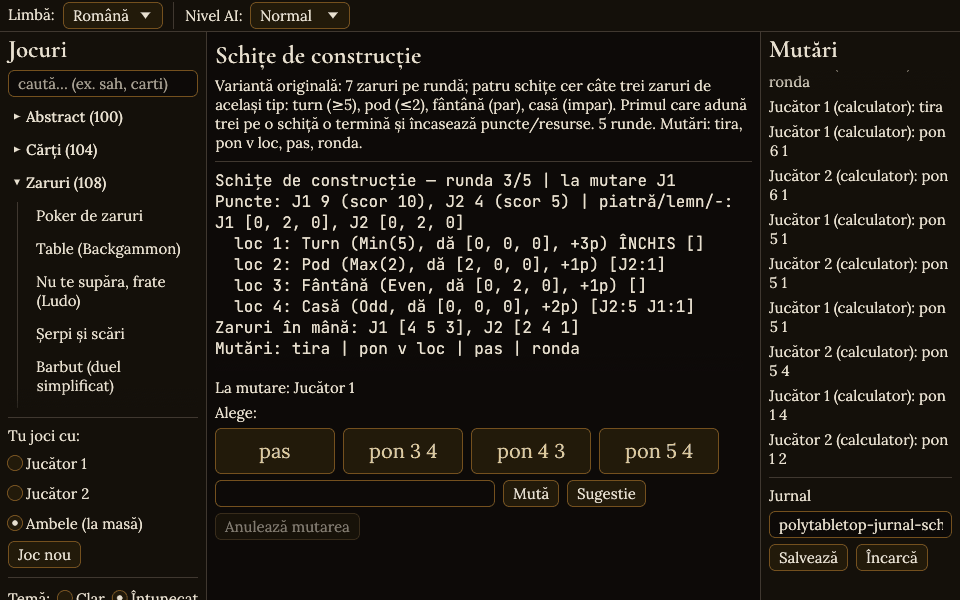 Limbă:
Română
Nivel AI:
Normal
Jocuri
caută... (ex. sah, carti)
Abstract (100)
Cărți (104)
Zaruri (108)
Poker de zaruri
Table (Backgammon)
Nu te supăra, frate
(Ludo)
Șerpi și scări
Barbut (duel
simplificat)
Tu joci cu:
Jucător 1
Jucător 2
Ambele (la masă)
Joc nou
Temă:
Clar
Întunecat
Schițe de construcție
Variantă originală: 7 zaruri pe rundă; patru schițe cer câte trei zaruri de
același tip: turn (≥5), pod (≤2), fântână (par), casă (impar). Primul care adună
trei pe o schiță o termină și încasează puncte/resurse. 5 runde. Mutări: tira,
pon v loc, pas, ronda.
Schițe de construcție — runda 3/5 | la mutare J1
Puncte: J1 9 (scor 10), J2 4 (scor 5) | piatră/lemn/-:
J1 [0, 2, 0], J2 [0, 2, 0]
loc 1: Turn (Min(5), dă [0, 0, 0], +3p) ÎNCHIS []
loc 2: Pod (Max(2), dă [2, 0, 0], +1p) [J2:1]
loc 3: Fântână (Even, dă [0, 2, 0], +1p) []
loc 4: Casă (Odd, dă [0, 0, 0], +2p) [J2:5 J1:1]
Zaruri în mână: J1 [4 5 3], J2 [2 4 1]
Mutări: tira | pon v loc | pas | ronda
La mutare: Jucător 1
Alege:
pas
pon 3 4
pon 4 3
pon 5 4
Mută
Sugestie
Anulează mutarea
Mutări
ronda
Jucător 1 (calculator): tira
Jucător 1 (calculator): pon
6 1
Jucător 2 (calculator): pon
6 1
Jucător 1 (calculator): pon
5 1
Jucător 2 (calculator): pon
5 1
Jucător 1 (calculator): pon
5 1
Jucător 2 (calculator): pon
5 4
Jucător 1 (calculator): pon
1 4
Jucător 2 (calculator): pon
1 2
Jurnal
polytabletop-jurnal-sch
Salvează
Încarcă